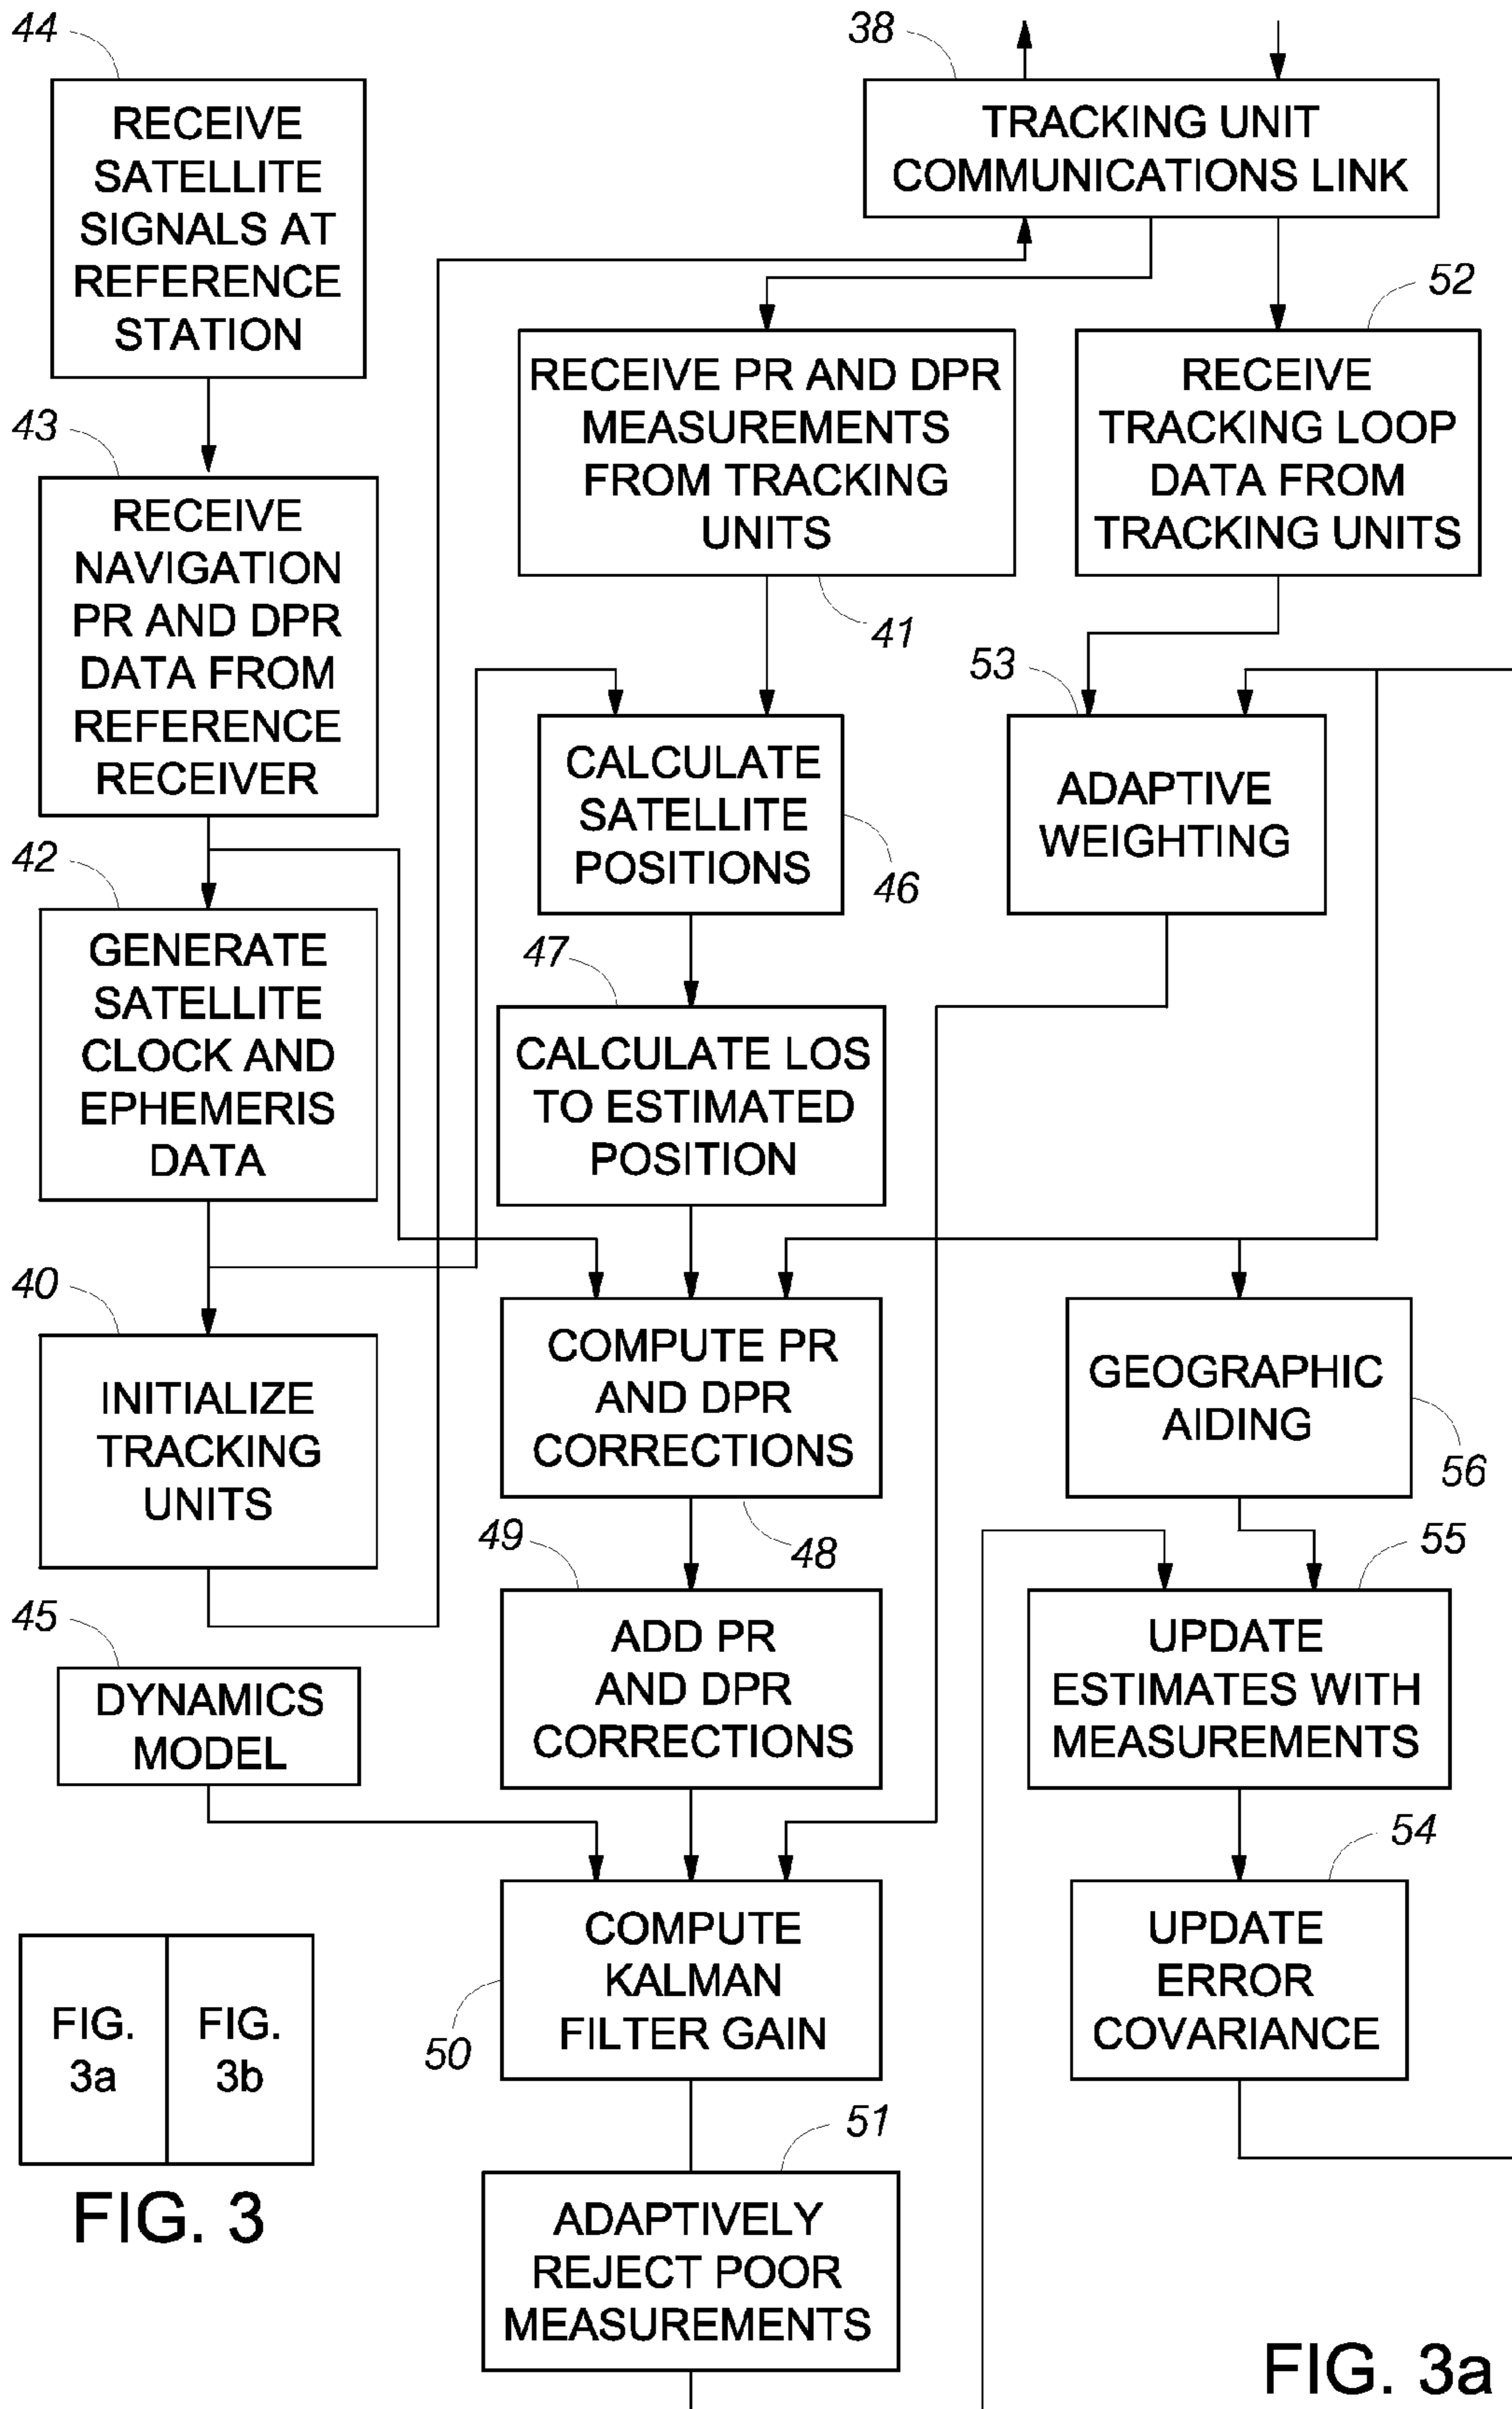 44
RECEIVE
SATELLITE
SIGNALS AT
REFERENCE
STATION
43
RECEIVE
NAVIGATION
PR AND DPR
DATA FROM
REFERENCE
RECEIVER
42
GENERATE
SATELLITE
CLOCK AND
EPHEMERIS
DATA
40
INITIALIZE
TRACKING
UNITS
45
DYNAMICS
MODEL
38
TRACKING UNIT
COMMUNICATIONS LINK
RECEIVE PR AND DPR
MEASUREMENTS
FROM TRACKING
UNITS
41
52
RECEIVE
TRACKING LOOP
DATA FROM
TRACKING UNITS
CALCULATE
SATELLITE
POSITIONS
46
53
ADAPTIVE
WEIGHTING
47
CALCULATE LOS
TO ESTIMATED
POSITION
COMPUTE PR
AND DPR
CORRECTIONS
48
GEOGRAPHIC
AIDING
56
49
ADD PR
AND DPR
CORRECTIONS
55
UPDATE
ESTIMATES WITH
MEASUREMENTS
COMPUTE
KALMAN
FILTER GAIN
50
54
UPDATE
ERROR
COVARIANCE
51
ADAPTIVELY
REJECT POOR
MEASUREMENTS
FIG.
3a
FIG.
3b
FIG. 3
FIG. 3a